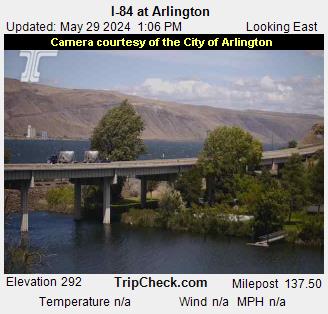 I-84 at Arlington
Updated: May 29 2024 1:06 PM Looking East
Camera courtesy of the City of Arlington
Elevation 292 TripCheck.com Milepost 137.50
Temperature n/a Wind n/a MPH n/a